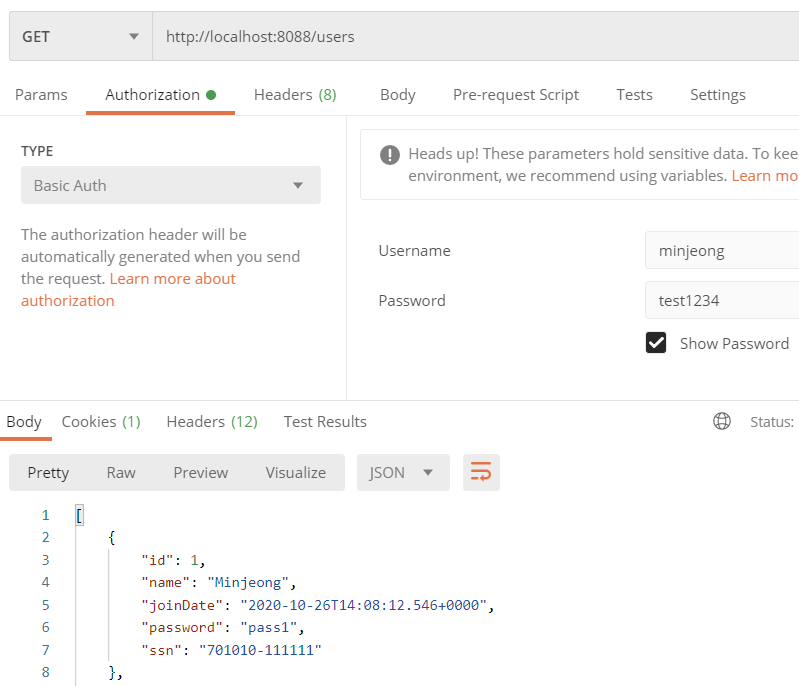 GET http://localhost:8088/users
Params Authorization Headers (8) Body Pre-request Script Tests Settings
TYPE
Basic Auth
The authorization header will be
automatically generated when you send
the request. Learn more about
authorization
Heads up! These parameters hold sensitive data. To kee
environment, we recommend using variables. Learn mo
Username minjeong
Password test1234
Show Password
Body Cookies (1) Headers (12) Test Results Status:
Pretty Raw Preview Visualize JSON
1 [
2 {
3 "id": 1,
4 "name": "Minjeong",
5 "joinDate": "2020-10-26T14:08:12.546+0000",
6 "password": "pass1",
7 "ssn": "701010-111111"
8 },